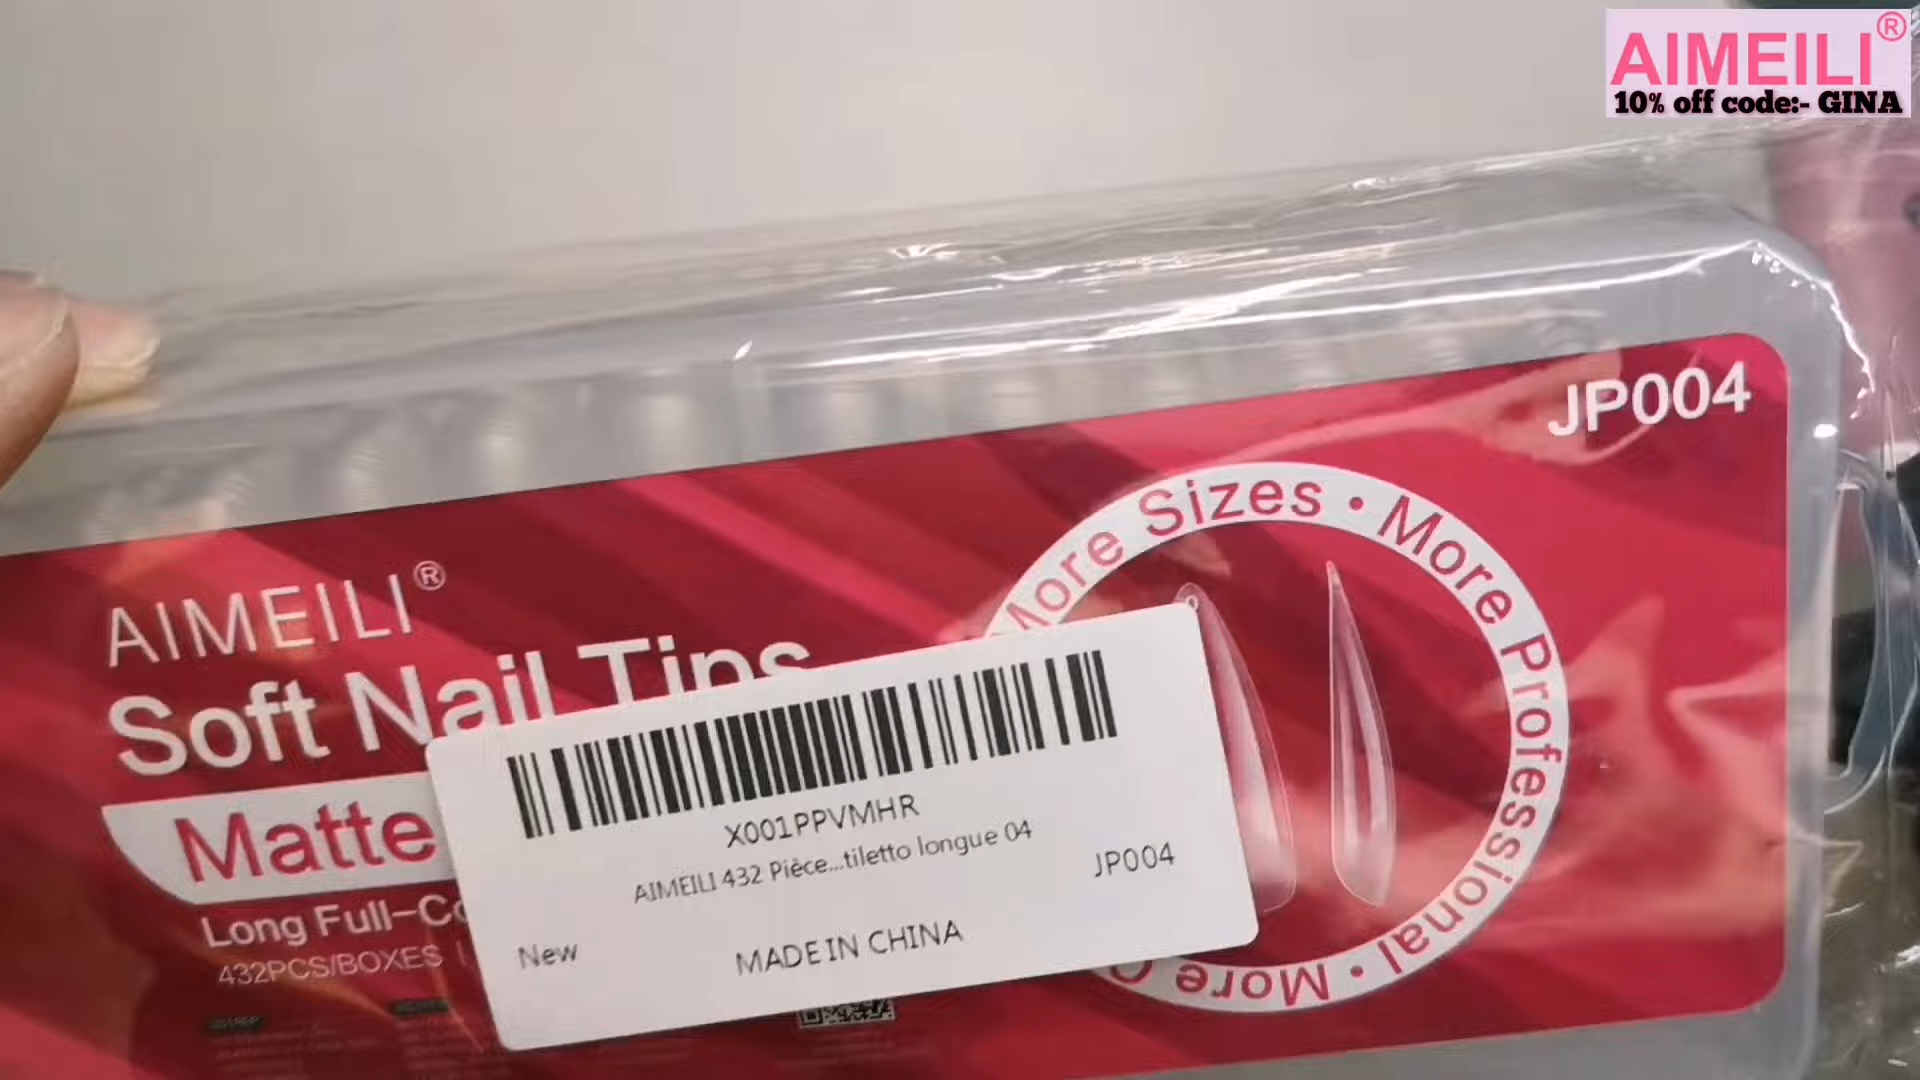 AIMEILI®
10% off code:- GINA
JP004
More Sizes • More Professional • More
AIMEILI®
Soft Nail Tips
Matte
Long Full-Co
432PCS/BOXES |
X001PPVMHR
AIMEILI 432 Pièce...tiletto longue 04
JP004
New
MADE IN CHINA